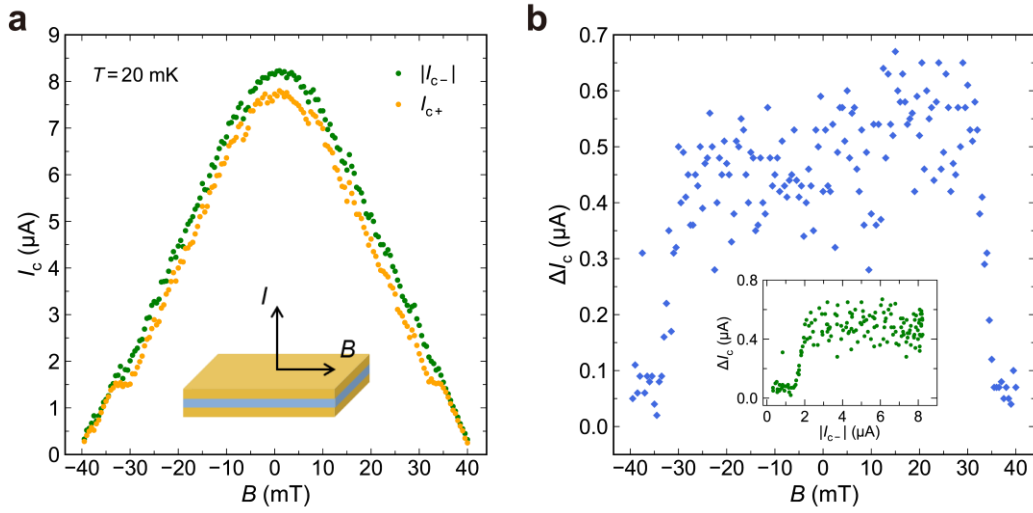 a
T = 20 mK
|Ic−|
Ic+
Ic (μA)
9
8
7
6
5
4
3
2
1
0
I
B
−40 −30 −20 −10 0 10 20 30 40
B (mT)
b
ΔIc (μA)
0.7
0.6
0.5
0.4
0.3
0.2
0.1
0.0
ΔIc (μA)
0.8
0.4
0.0
0 2 4 6 8
|Ic−| (μA)
−40 −30 −20 −10 0 10 20 30 40
B (mT)